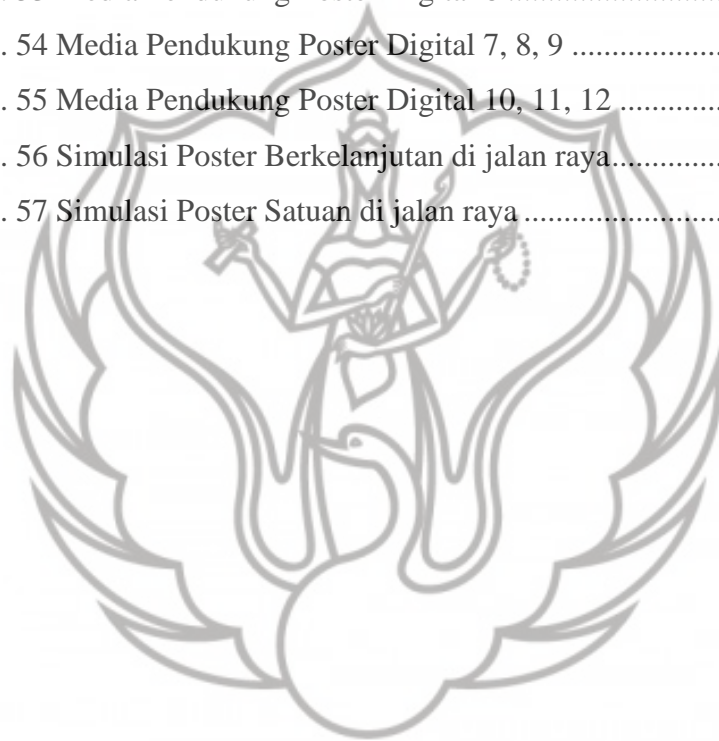 . 54 Media Pendukung Poster Digital 7, 8, 9 ......................
. 55 Media Pendukung Poster Digital 10, 11, 12 ................
. 56 Simulasi Poster Berkelanjutan di jalan raya.................
. 57 Simulasi Poster Satuan di jalan raya ............................